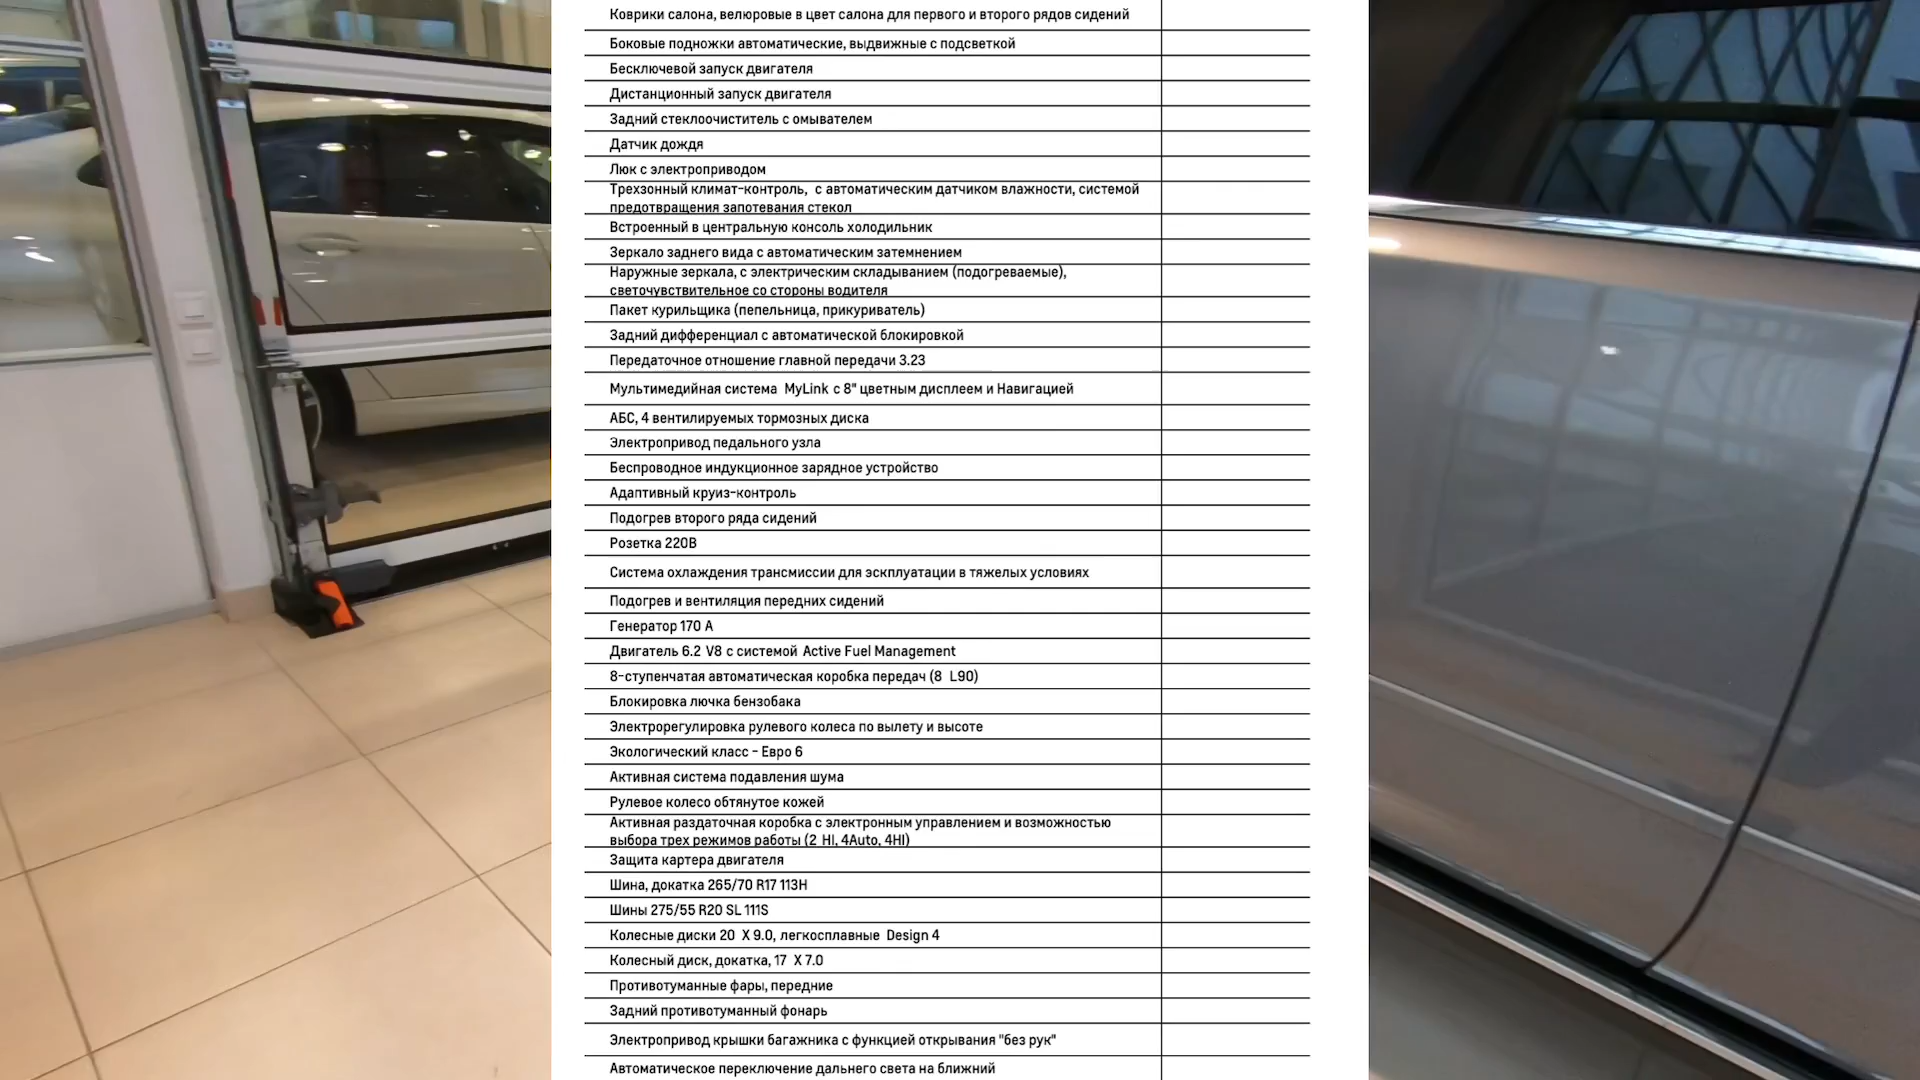 Коврики салона, велюровые в цвет салона для первого и второго рядов сидений
Боковые подножки автоматические, выдвижные с подсветкой
Бесключевой запуск двигателя
Дистанционный запуск двигателя
Задний стеклоочиститель с омывателем
Датчик дождя
Люк с электроприводом
Трехзонный климат-контроль, с автоматическим датчиком влажности, системой
предотвращения запотевания стекол
Встроенный в центральную консоль холодильник
Зеркало заднего вида с автоматическим затемнением
Наружные зеркала, с электрическим складыванием (подогреваемые),
светочувствительное со стороны водителя
Пакет курильщика (пепельница, прикуриватель)
Задний дифференциал с автоматической блокировкой
Передаточное отношение главной передачи 3.23
Мультимедийная система MyLink с 8" цветным дисплеем и Навигацией
АБС, 4 вентилируемых тормозных диска
Электропривод педального узла
Беспроводное индукционное зарядное устройство
Адаптивный круиз-контроль
Подогрев второго ряда сидений
Розетка 220В
Система охлаждения трансмиссии для эскплуатации в тяжелых условиях
Подогрев и вентиляция передних сидений
Генератор 170 А
Двигатель 6.2 V8 с системой Active Fuel Management
8-ступенчатая автоматическая коробка передач (8 L90)
Блокировка лючка бензобака
Электрорегулировка рулевого колеса по вылету и высоте
Экологический класс - Евро 6
Активная система подавления шума
Рулевое колесо обтянутое кожей
Активная раздаточная коробка с электронным управлением и возможностью
выбора трех режимов работы (2 HI, 4Auto, 4HI)
Защита картера двигателя
Шина, докатка 265/70 R17 113H
Шины 275/55 R20 SL 111S
Колесные диски 20 X 9.0, легкосплавные Design 4
Колесный диск, докатка, 17 X 7.0
Противотуманные фары, передние
Задний противотуманный фонарь
Электропривод крышки багажника с функцией открывания "без рук"
Автоматическое переключение дальнего света на ближний